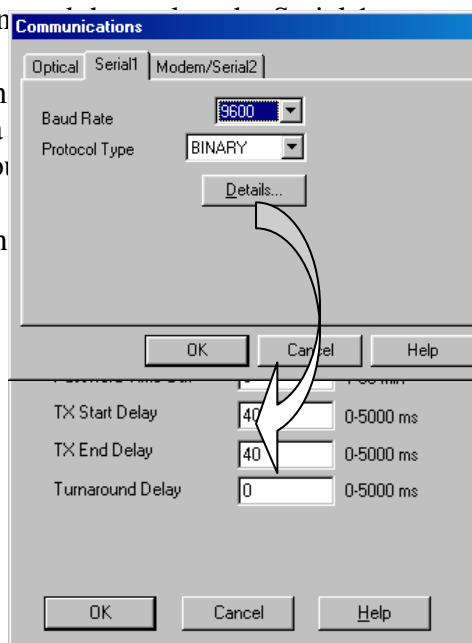 Communications
Optical Serial1 Modem/Serial2
Baud Rate 9600
Protocol Type BINARY
Details...
OK Cancel Help
TX Start Delay 40 0-5000 ms
TX End Delay 40 0-5000 ms
Turnaround Delay 0 0-5000 ms
OK Cancel Help